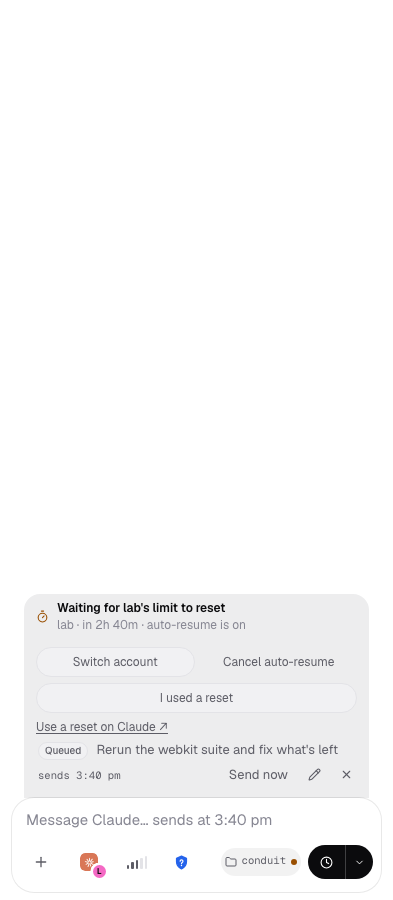 Waiting for lab's limit to reset
lab · in 2h 40m · auto-resume is on
Switch account
Cancel auto-resume
I used a reset
Use a reset on Claude ↗
Queued Rerun the webkit suite and fix what's left
sends 3:40 pm
Send now
Message Claude... sends at 3:40 pm
L
conduit